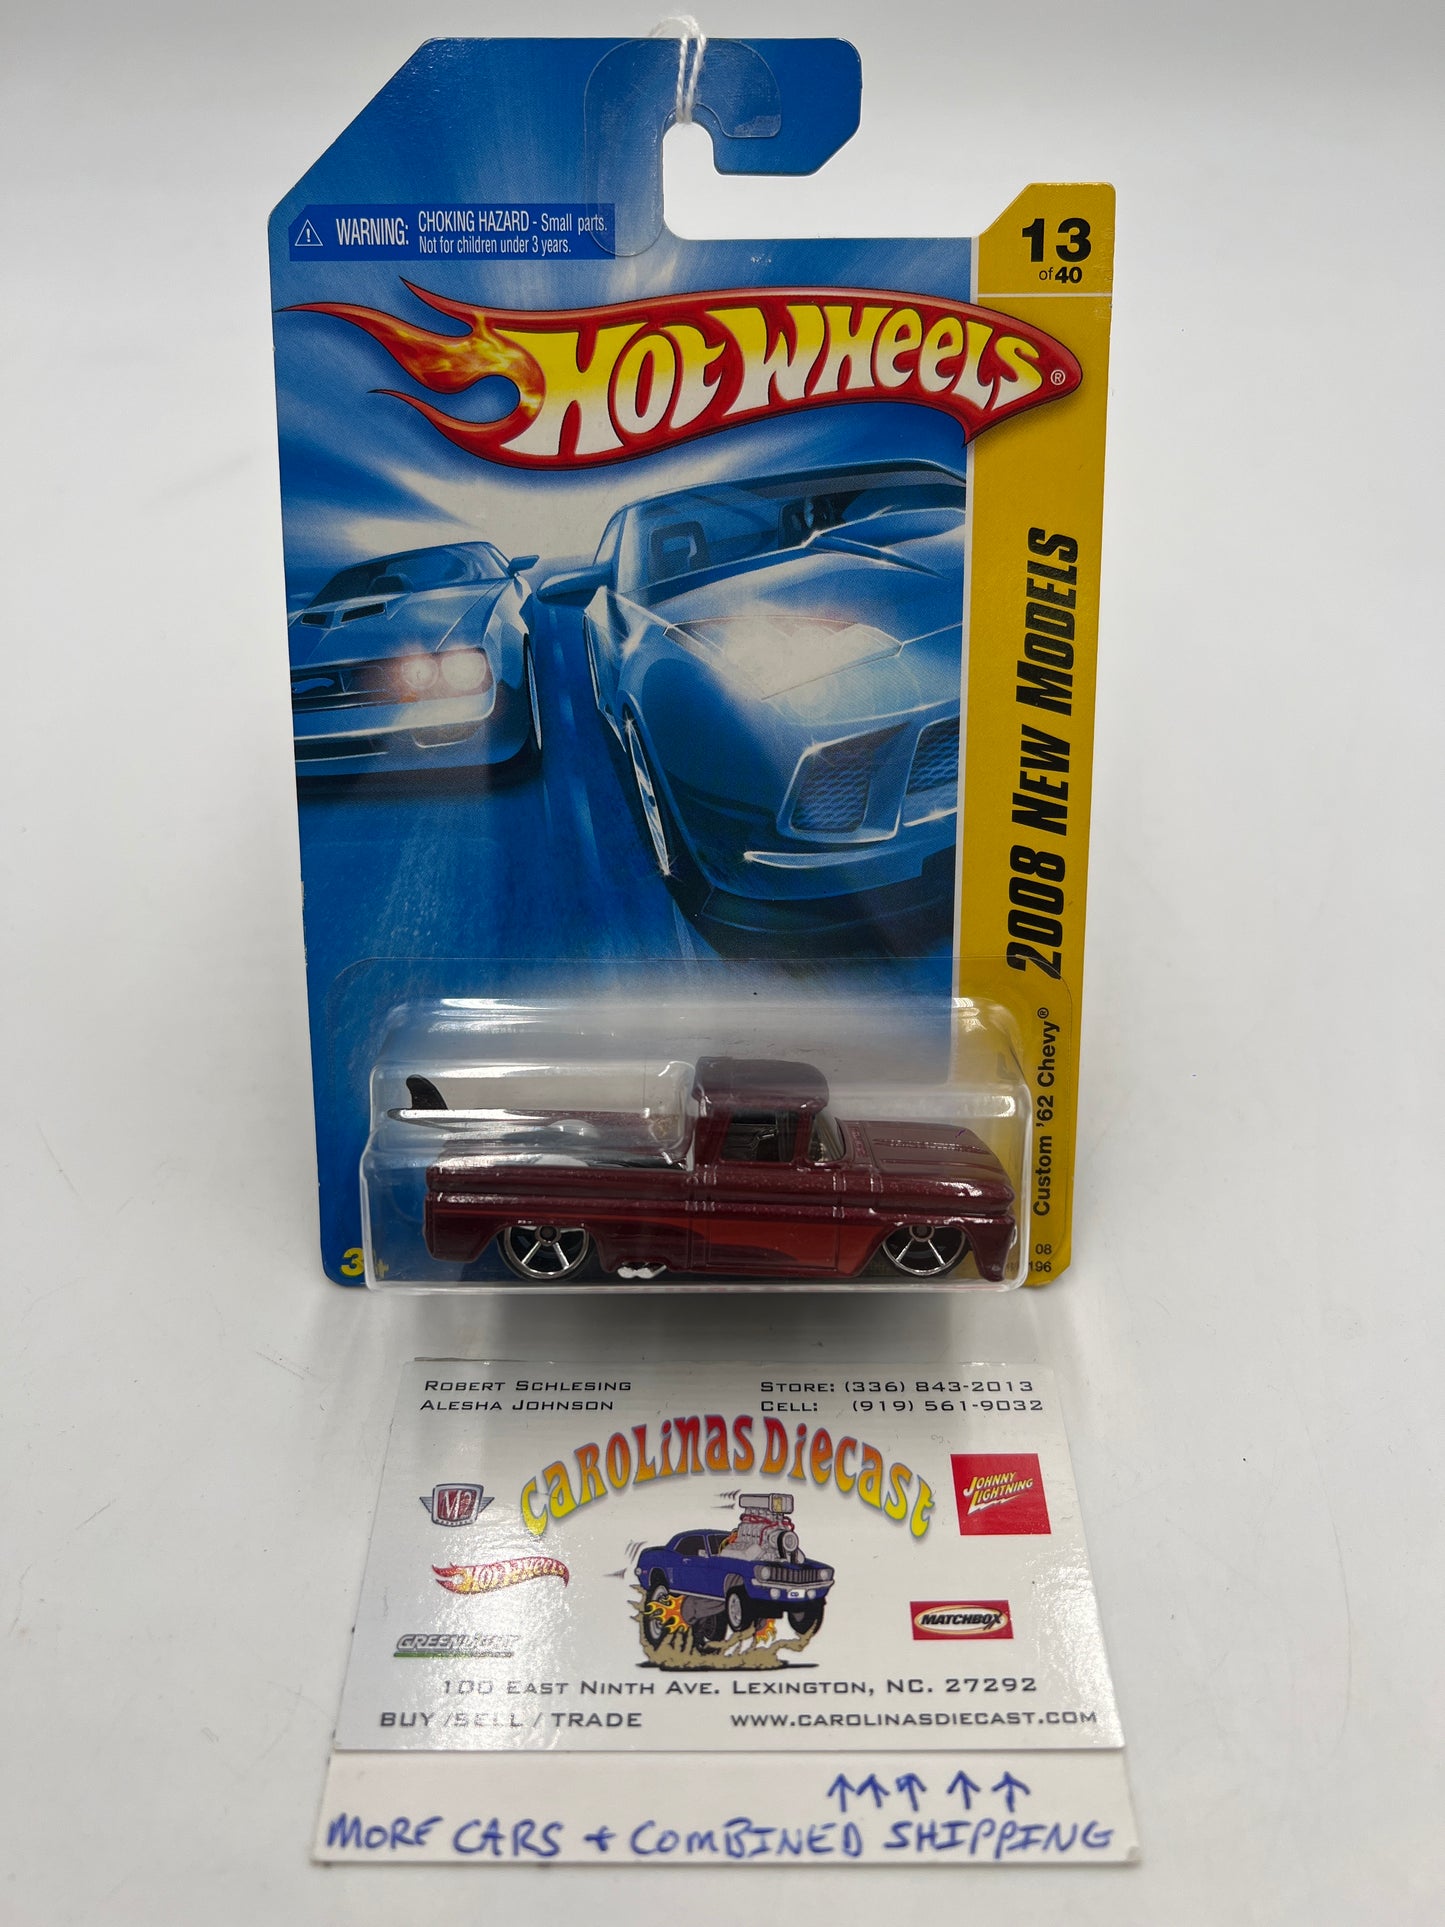 WARNING: CHOKING HAZARD - Small parts.
Not for children under 3 years.
13
of 40
HOT WHEELS®
2008 NEW MODELS
Custom '62 Chevy®
08
196
3+
ROBERT SCHLESING
STORE: (336) 843-2013
ALESHA JOHNSON
CELL: (919) 561-9032
CAROLINAS DIECAST
M2
JOHNNY LIGHTNING
HOT WHEELS
MATCHBOX
GREENLIGHT
100 EAST NINTH AVE. LEXINGTON, NC. 27292
BUY / SELL / TRADE
WWW.CAROLINASDIECAST.COM
MORE CARS + COMBINED SHIPPING